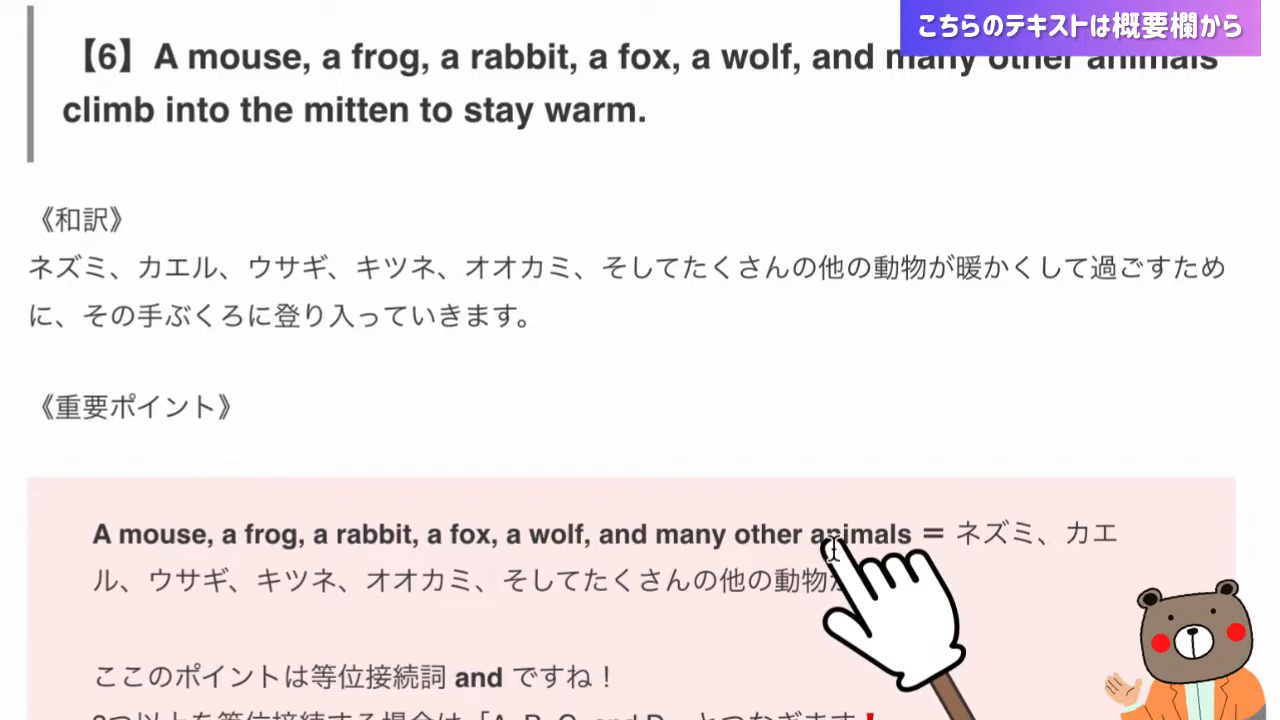 こちらのテキストは概要欄から
【6】A mouse, a frog, a rabbit, a fox, a wolf, and many other animals
climb into the mitten to stay warm.
《和訳》
ネズミ、カエル、ウサギ、キツネ、オオカミ、そしてたくさんの他の動物が暖かくして過ごすため
に、その手ぶくろに登り入っていきます。
《重要ポイント》
A mouse, a frog, a rabbit, a fox, a wolf, and many other animals = ネズミ、カエ
ル、ウサギ、キツネ、オオカミ、そしてたくさんの他の動物が
ここのポイントは等位接続詞 and ですね！